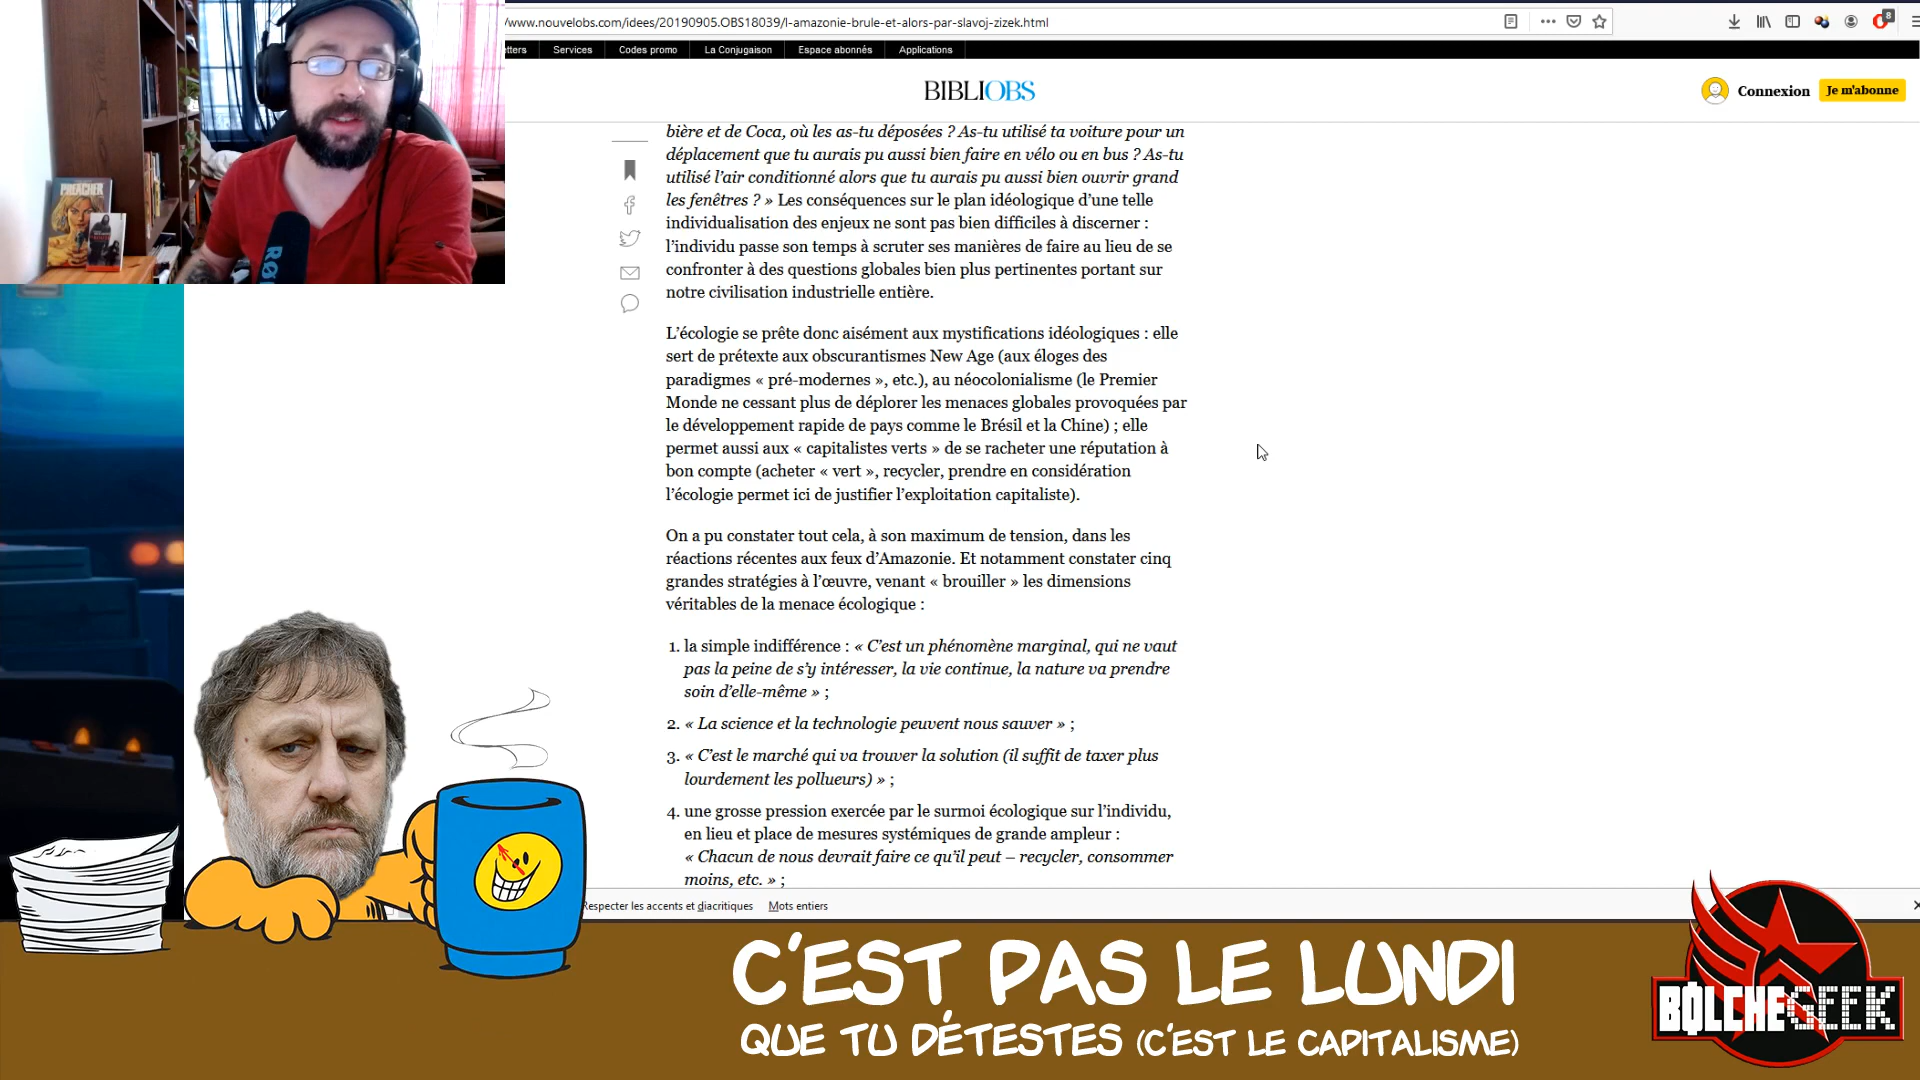 /www.nouvelobs.com/idees/20190905.OBS18039/l-amazonie-brule-et-alors-par-slavoj-zizek.html
8
Services
Codes promo
La Conjugaison
Espace abonnés
Applications
BIBLIOBS
Connexion
Je m'abonne
PREACHER
bière et de Coca, où les as-tu déposées ? As-tu utilisé ta voiture pour un
déplacement que tu aurais pu aussi bien faire en vélo ou en bus ? As-tu
utilisé l’air conditionné alors que tu aurais pu aussi bien ouvrir grand
les fenêtres ? » Les conséquences sur le plan idéologique d’une telle
individualisation des enjeux ne sont pas bien difficiles à discerner :
l’individu passe son temps à scruter ses manières de faire au lieu de se
confronter à des questions globales bien plus pertinentes portant sur
notre civilisation industrielle entière.
L’écologie se prête donc aisément aux mystifications idéologiques : elle
sert de prétexte aux obscurantismes New Age (aux éloges des
paradigmes « pré-modernes », etc.), au néocolonialisme (le Premier
Monde ne cessant plus de déplorer les menaces globales provoquées par
le développement rapide de pays comme le Brésil et la Chine) ; elle
permet aussi aux « capitalistes verts » de se racheter une réputation à
bon compte (acheter « vert », recycler, prendre en considération
l’écologie permet ici de justifier l’exploitation capitaliste).
On a pu constater tout cela, à son maximum de tension, dans les
réactions récentes aux feux d’Amazonie. Et notamment constater cinq
grandes stratégies à l’œuvre, venant « brouiller » les dimensions
véritables de la menace écologique :
1. la simple indifférence : « C’est un phénomène marginal, qui ne vaut
pas la peine de s’y intéresser, la vie continue, la nature va prendre
soin d’elle-même » ;
2. « La science et la technologie peuvent nous sauver » ;
3. « C’est le marché qui va trouver la solution (il suffit de taxer plus
lourdement les pollueurs) » ;
4. une grosse pression exercée par le surmoi écologique sur l’individu,
en lieu et place de mesures systémiques de grande ampleur :
« Chacun de nous devrait faire ce qu’il peut – recycler, consommer
moins, etc. » ;
Respecter les accents et diacritiques
Mots entiers
C'EST PAS LE LUNDI
QUE TU DÉTESTES (C'EST LE CAPITALISME)
BØLCHEGEEK